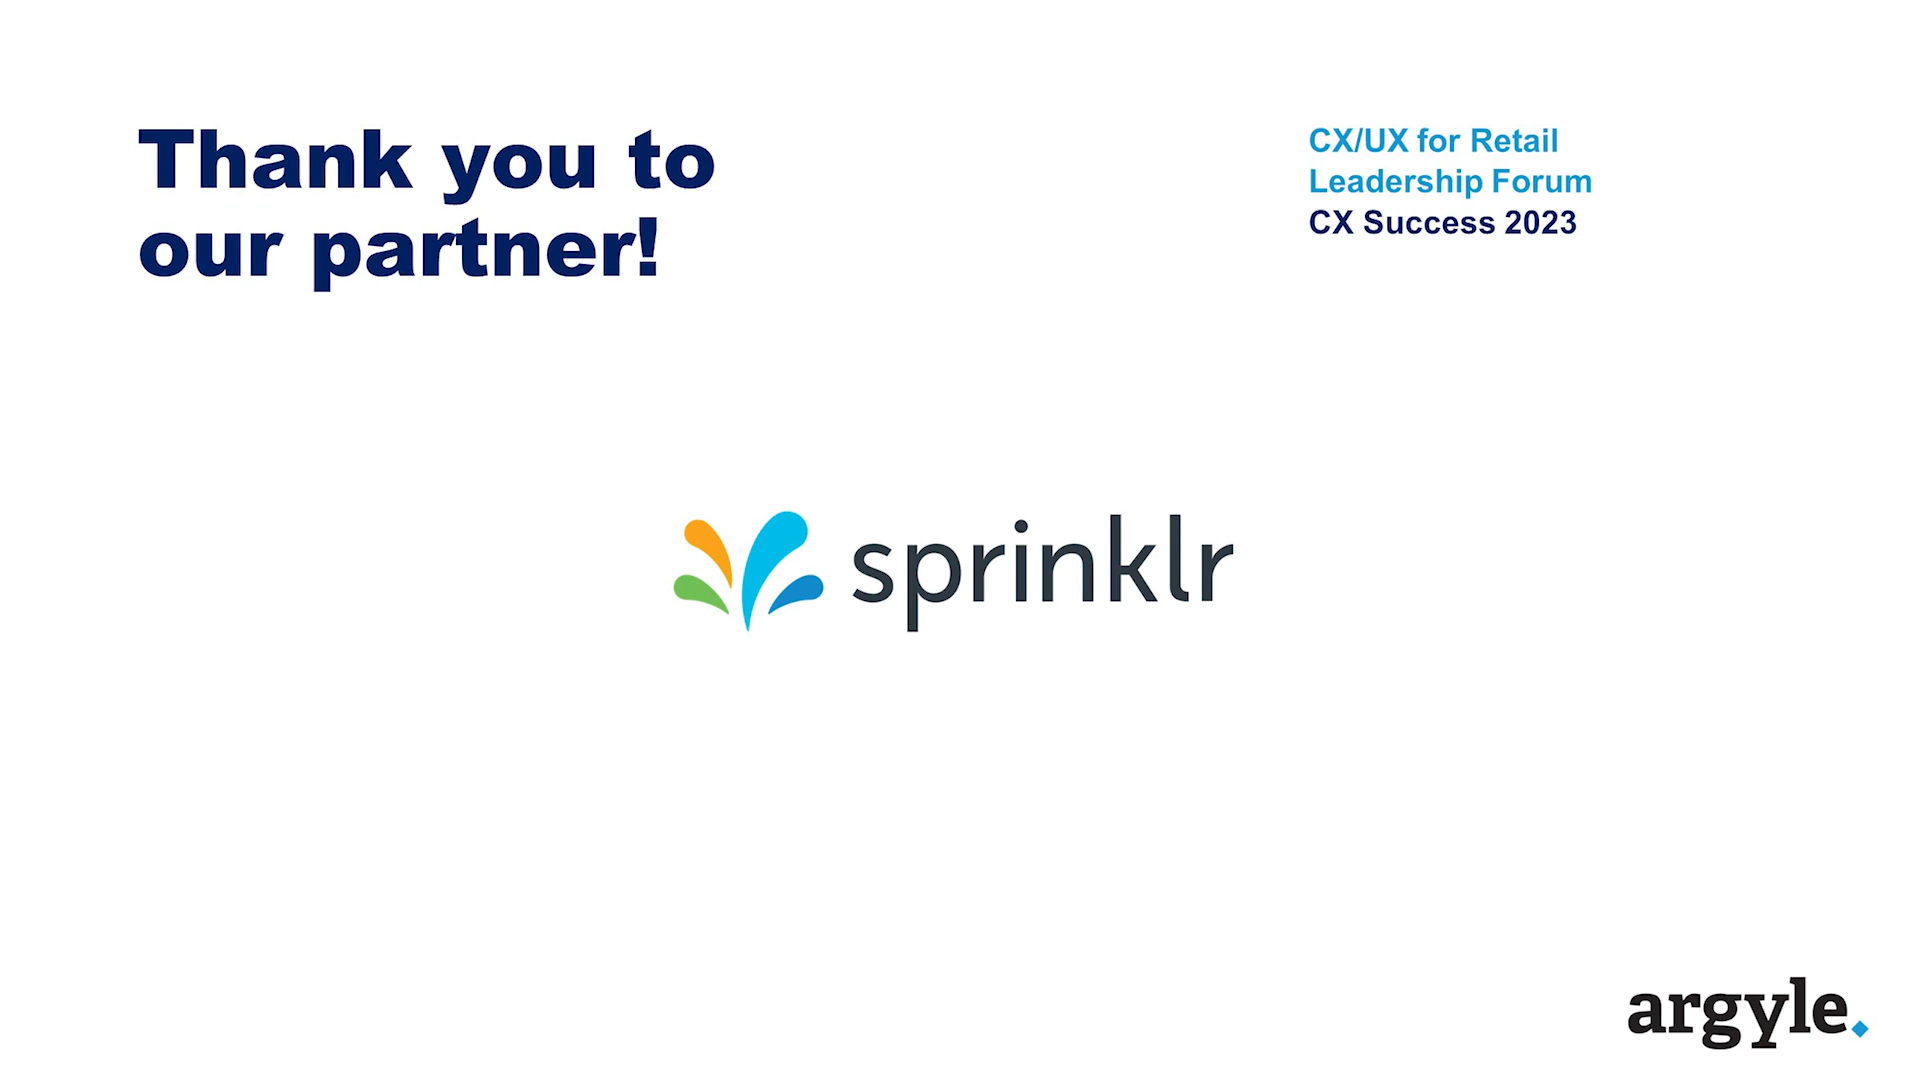 Thank you to
our partner!
CX/UX for Retail
Leadership Forum
CX Success 2023
sprinklr
argyle.